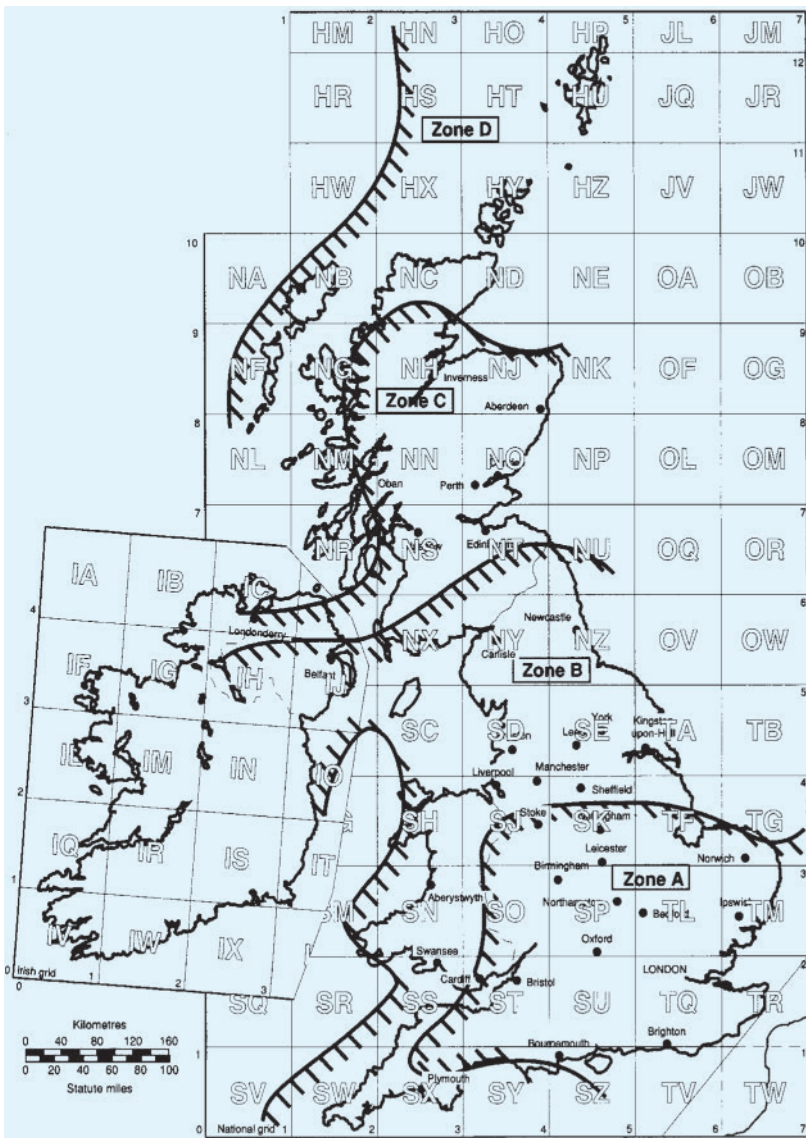 1 2 3 4 5 6 7
HM HN HO HP JL JM
12
HR HS HT HU JQ JR
Zone D
11
HW HX HY HZ JV JW
10
NA NB NC ND NE OA OB
9
NF NG NH NJ NK OF OG
Inverness
Zone C
Aberdeen
8
NL NM NN NO NP OL OM
Oban Perth
7
NR NS NT NU OQ OR
IA IB IC
4
Londonderry
Newcastle
NX NY NZ OV OW
Carlisle
IF IG IH IJ
Belfast
Zone B
3
SC SD SE TA TB
York
Kingston
upon-Hull
IM IN IO
Manchester
Liverpool
Sheffield
2
SH SJ SK TF TG
Stoke
IQ IR IS IT
Leicester
Norwich
3
Birmingham
Zone A
1
Aberystwyth
Northampton
Bedford
Ipswich
SM SN SO SP TL TM
IV IW IX
Oxford
Swansea
2
0 Irish grid 1 2 3
Cardiff
Bristol
LONDON
SQ SR SS ST SU TQ TR
Kilometres
0 40 80 120 160
0 20 40 60 80 100
Statute miles
Brighton
Bournemouth
1 1
Plymouth
SV SW SX SY SZ TV TW
0 National grid 1 2 3 4 5 6 7